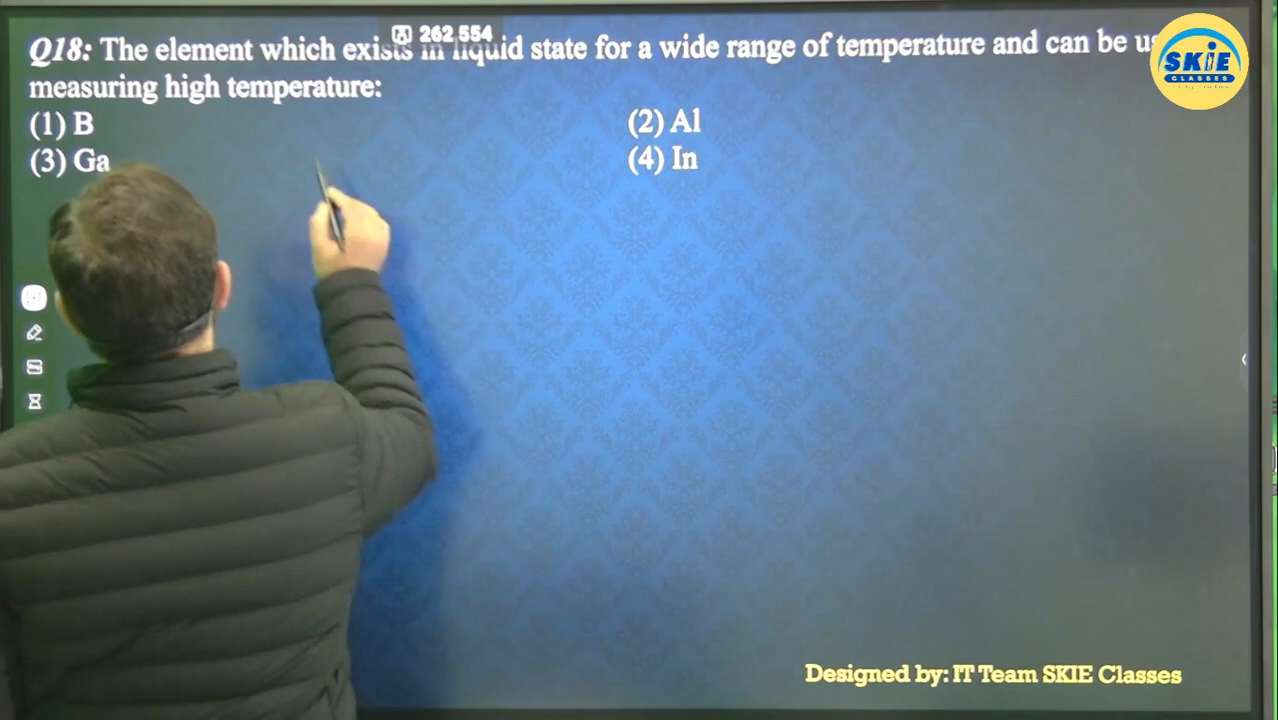 262 554
Q18: The element which exists in liquid state for a wide range of temperature and can be
measuring high temperature:
(1) B
(2) Al
(3) Ga
(4) In
SKIE
CLASSES
Designed by: IT Team SKIE Classes